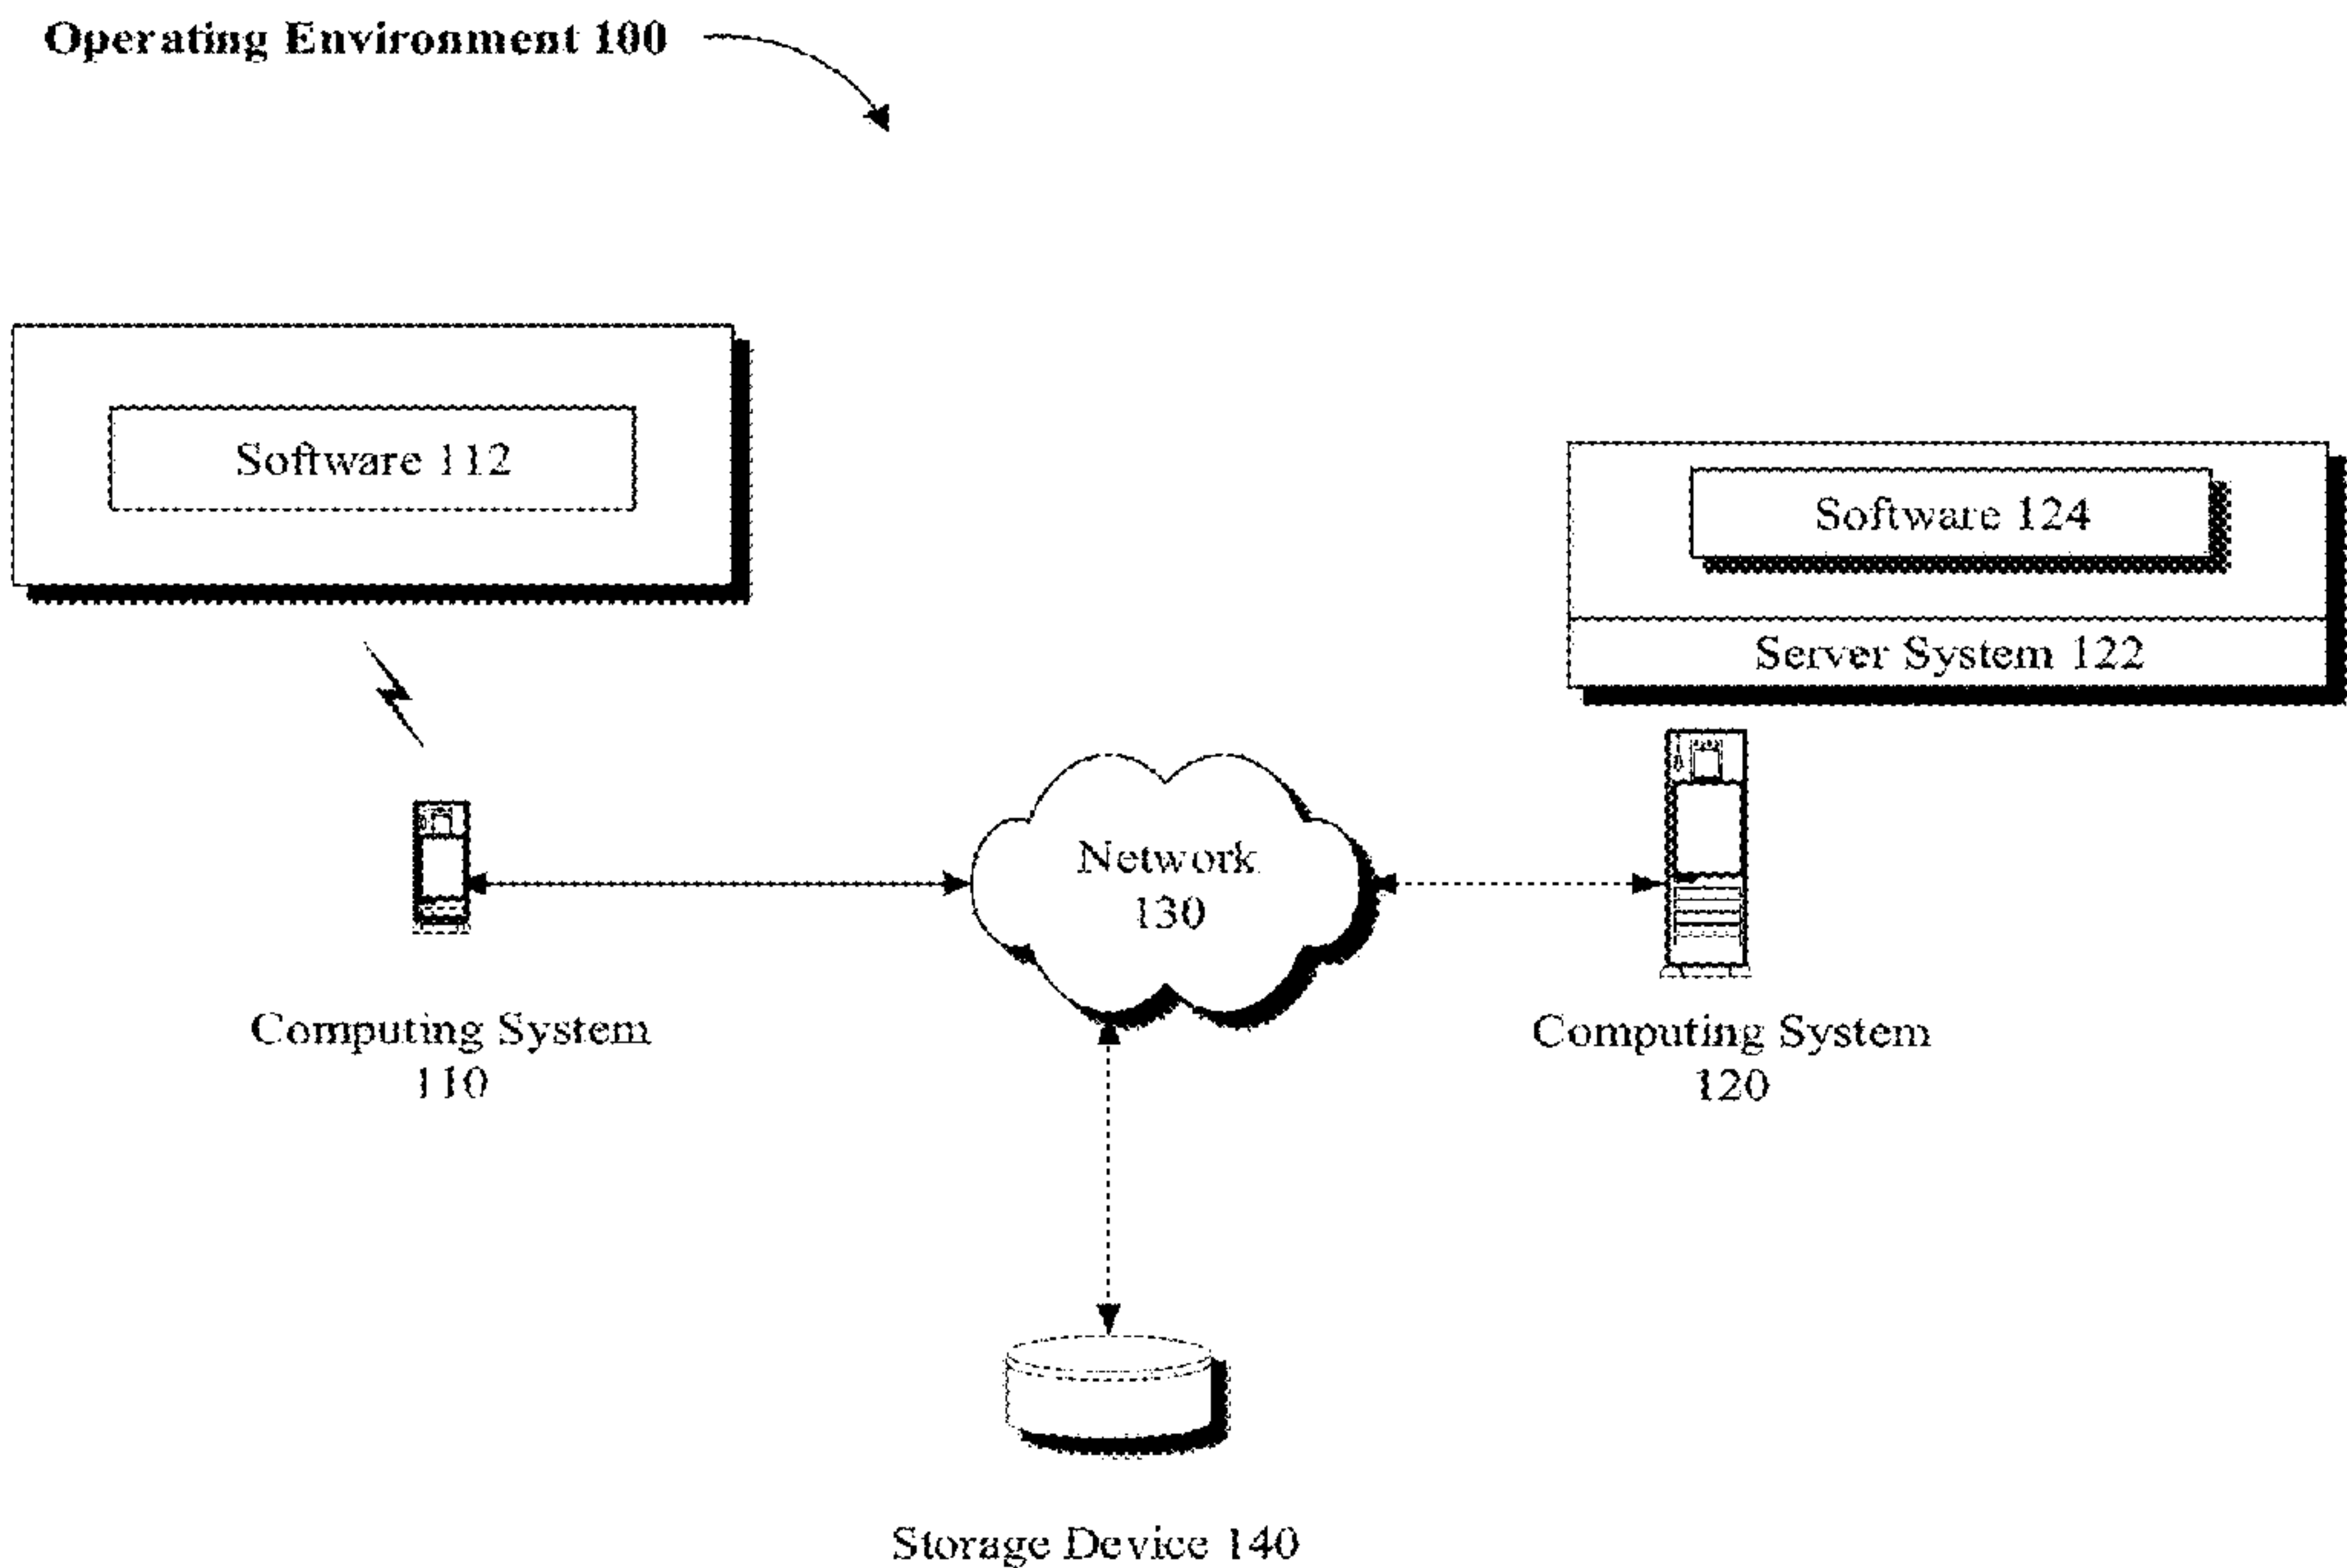 Operating Environment 100
Software 112
Software 124
Server System 122
Network
130
Computing System
110
Computing System
120
Storage Device 140